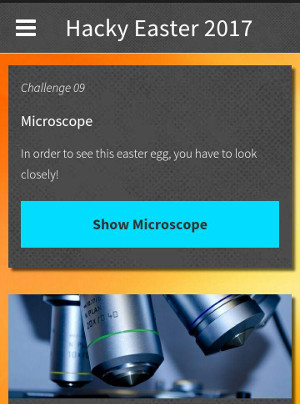 Hacky Easter 2017
Challenge 09
Microscope
In order to see this easter egg, you have to look
closely!
Show Microscope